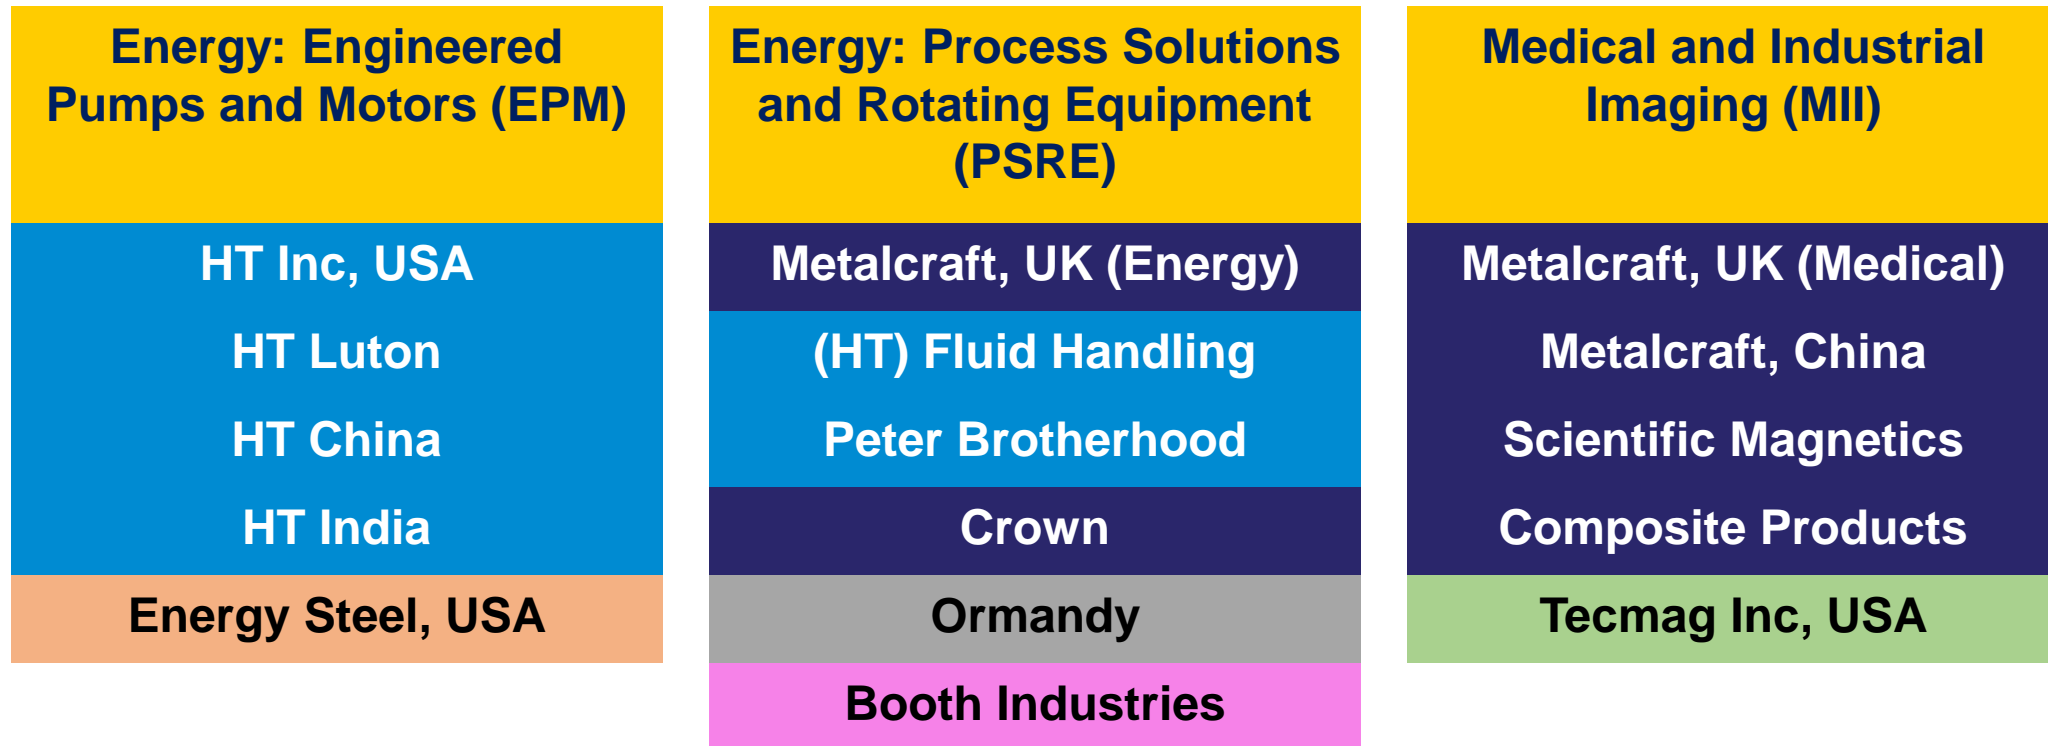 Energy: Engineered
Pumps and Motors (EPM)
HT Inc, USA
HT Luton
HT China
HT India
Energy Steel, USA
Energy: Process Solutions
and Rotating Equipment
(PSRE)
Metalcraft, UK (Energy)
(HT) Fluid Handling
Peter Brotherhood
Crown
Ormandy
Booth Industries
Medical and Industrial
Imaging (MII)
Metalcraft, UK (Medical)
Metalcraft, China
Scientific Magnetics
Composite Products
Tecmag Inc, USA